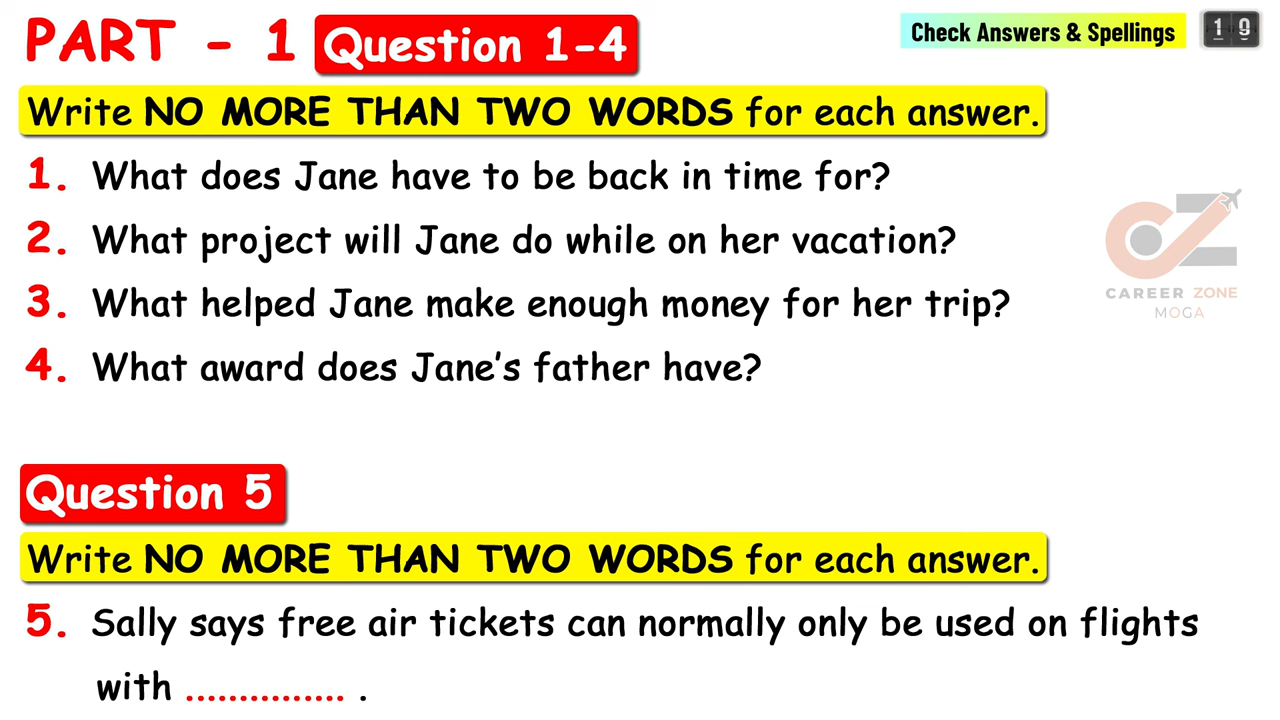 PART - 1 Question 1-4
Check Answers & Spellings 19
Write NO MORE THAN TWO WORDS for each answer.
1. What does Jane have to be back in time for?
2. What project will Jane do while on her vacation?
3. What helped Jane make enough money for her trip?
4. What award does Jane’s father have?
CAREER ZONE
MOGA
Question 5
Write NO MORE THAN TWO WORDS for each answer.
5. Sally says free air tickets can normally only be used on flights
with ............... .